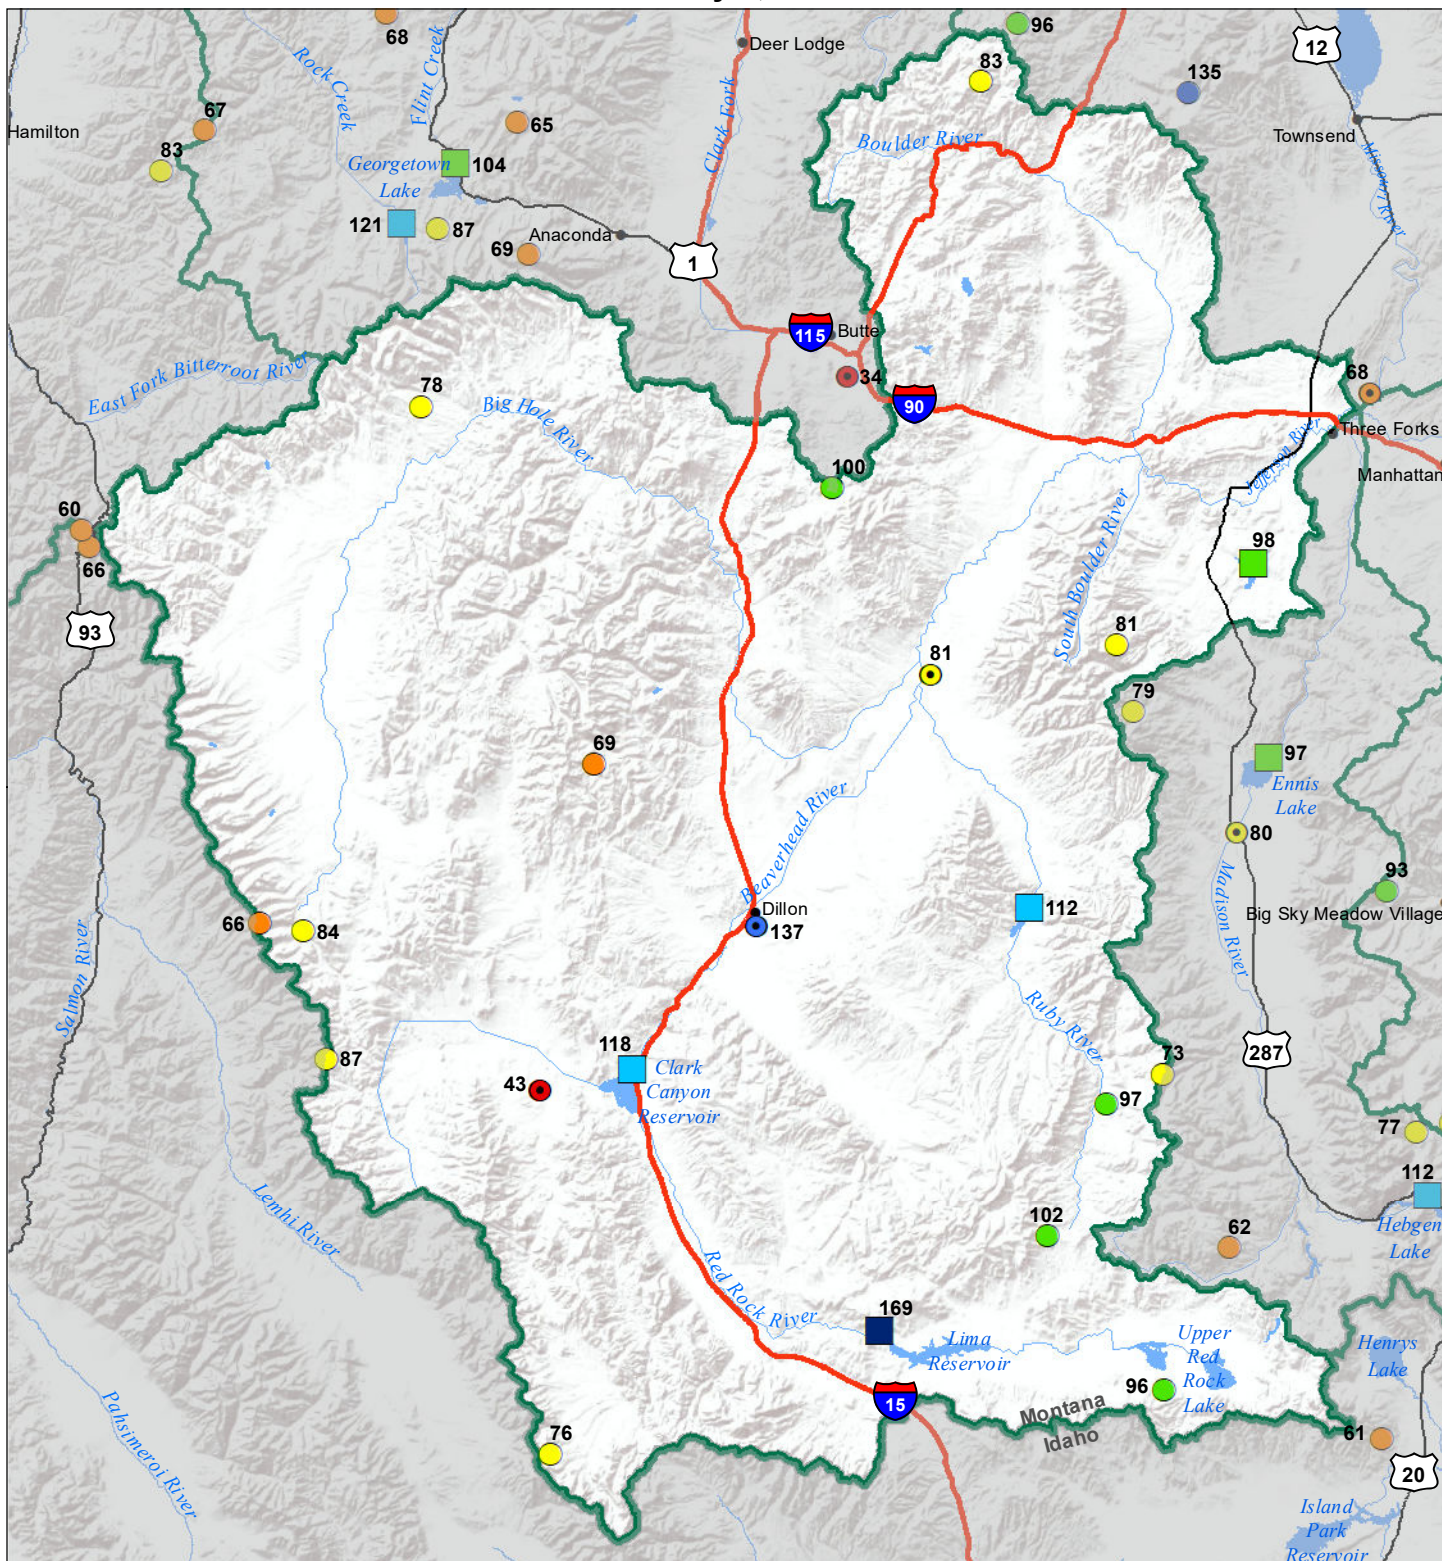 68
96
12
Deer Lodge
83
135
Rock Creek
Flint Creek
67
65
Hamilton
Townsend
Clark Fork
Boulder River
83
Georgetown
Lake
104
Missouri River
121
87
69
Anaconda
1
115
Butte
East Fork Bitterroot River
34
78
90
68
Big Hole River
Three Forks
Jefferson River
100
Manhattan
60
66
98
South Boulder River
93
81
81
79
69
97
Ennis
Lake
Beaverhead River
80
93
Madison River
Big Sky Meadow Village
Dillon
137
112
66
84
Salmon River
Ruby River
118
Clark
Canyon
Reservoir
287
87
43
73
97
77
112
Hebgen
Lake
Lemhi River
102
62
Red Rock River
169
Lima
Reservoir
Upper
Red
Rock
Lake
Henrys
Lake
96
15
Montana
Idaho
Pahsimeroi River
76
61
20
Island
Park
Reservoir